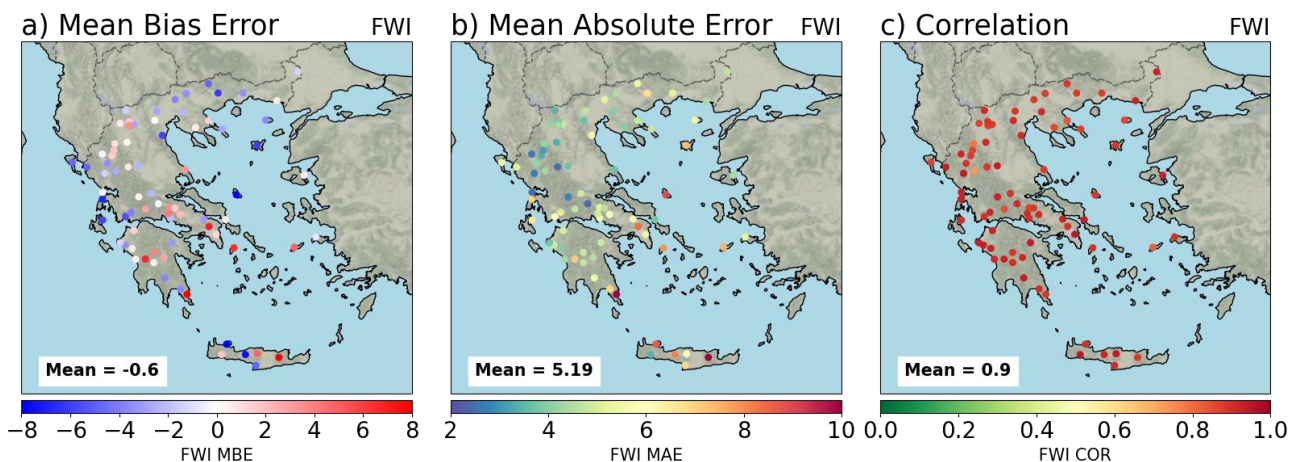 a) Mean Bias Error FWI
Mean = -0.6
−8 −6 −4 −2 0 2 4 6 8
FWI MBE
b) Mean Absolute Error FWI
Mean = 5.19
2 4 6 8 10
FWI MAE
c) Correlation FWI
Mean = 0.9
0.0 0.2 0.4 0.6 0.8 1.0
FWI COR